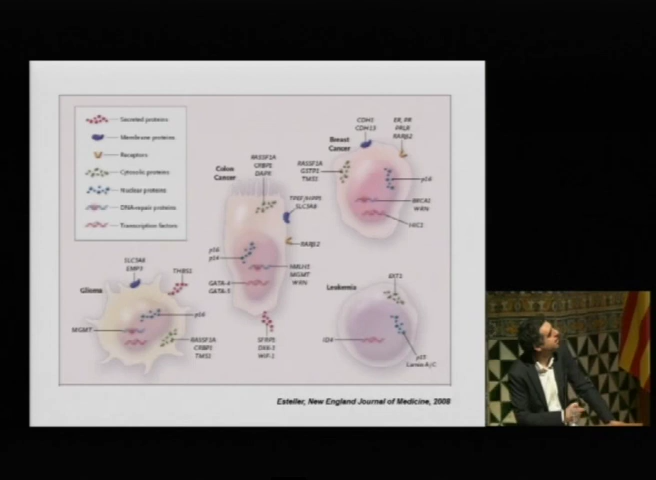 Secreted proteins
Membrane proteins
Receptors
Cytosolic proteins
Nuclear proteins
DNA-repair proteins
Transcription factors
Colon
Cancer
RASSF1A
CRBP1
DAPK
SLC5A8
RARβ2
p16
p14
hMLH1
MGMT
WRN
GATA-4
GATA-5
SFRP1
DKK-3
WIF-1
Breast
Cancer
CDH1
CDH13
ER, PR
PRLR
RARβ2
RASSF1A
GSTP1
TMS1
p16
BRCA1
WRN
HIC1
Glioma
SLC5A8
EMP3
THBS1
p16
MGMT
RASSF1A
CRBP1
TMS1
Leukemia
EXT1
ID4
p15
Lamin A/C
Esteller, New England Journal of Medicine, 2008